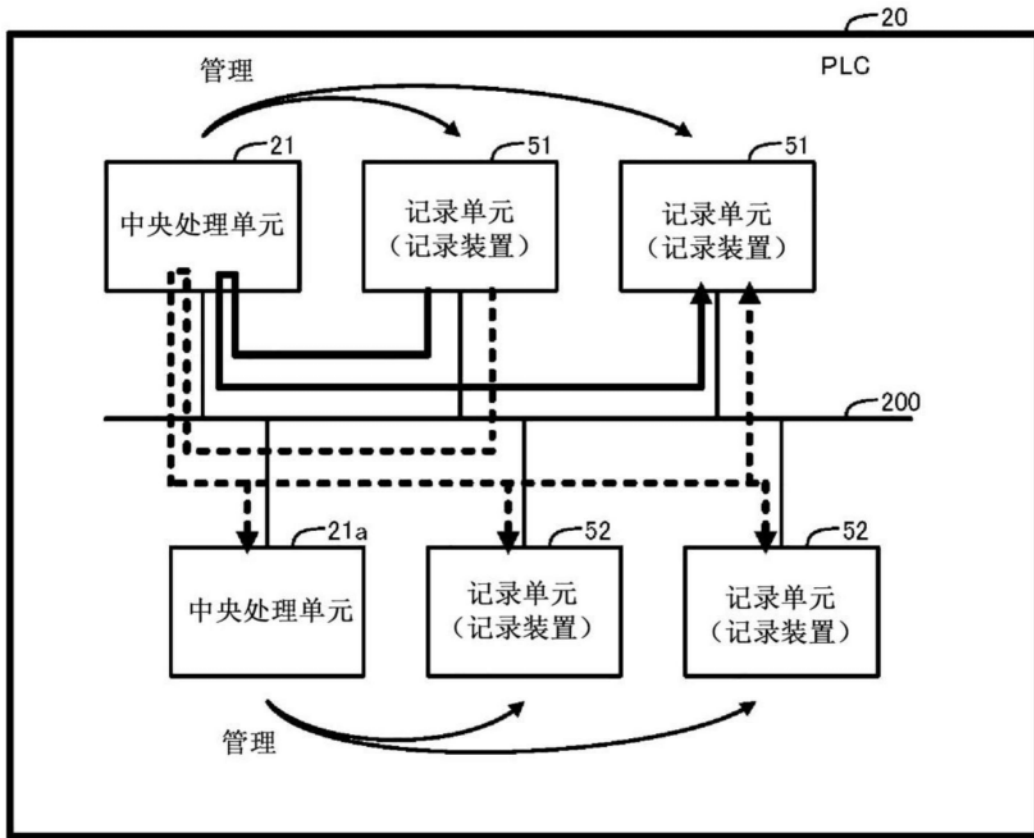 20
PLC
管理
21
51
51
中央处理单元
记录单元
（记录装置）
记录单元
（记录装置）
200
21a
52
52
中央处理单元
记录单元
（记录装置）
记录单元
（记录装置）
管理